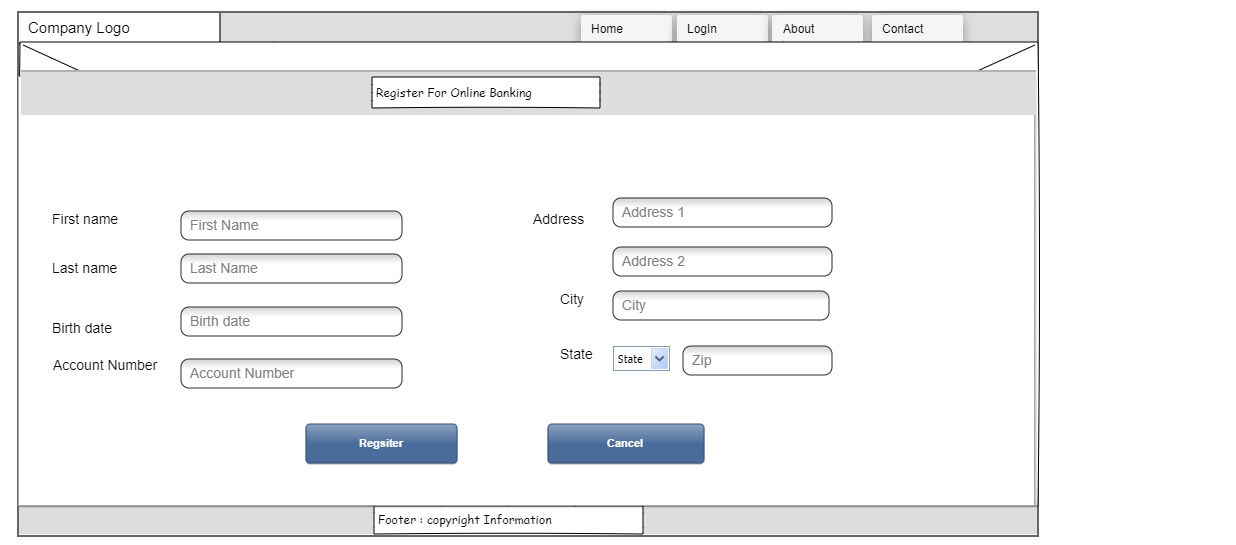 Company Logo
Home
LogIn
About
Contact
Register For Online Banking
First name
First Name
Last name
Last Name
Birth date
Birth date
Account Number
Account Number
Address
Address 1
Address 2
City
City
State
State
Zip
Regsiter
Cancel
Footer : copyright Information